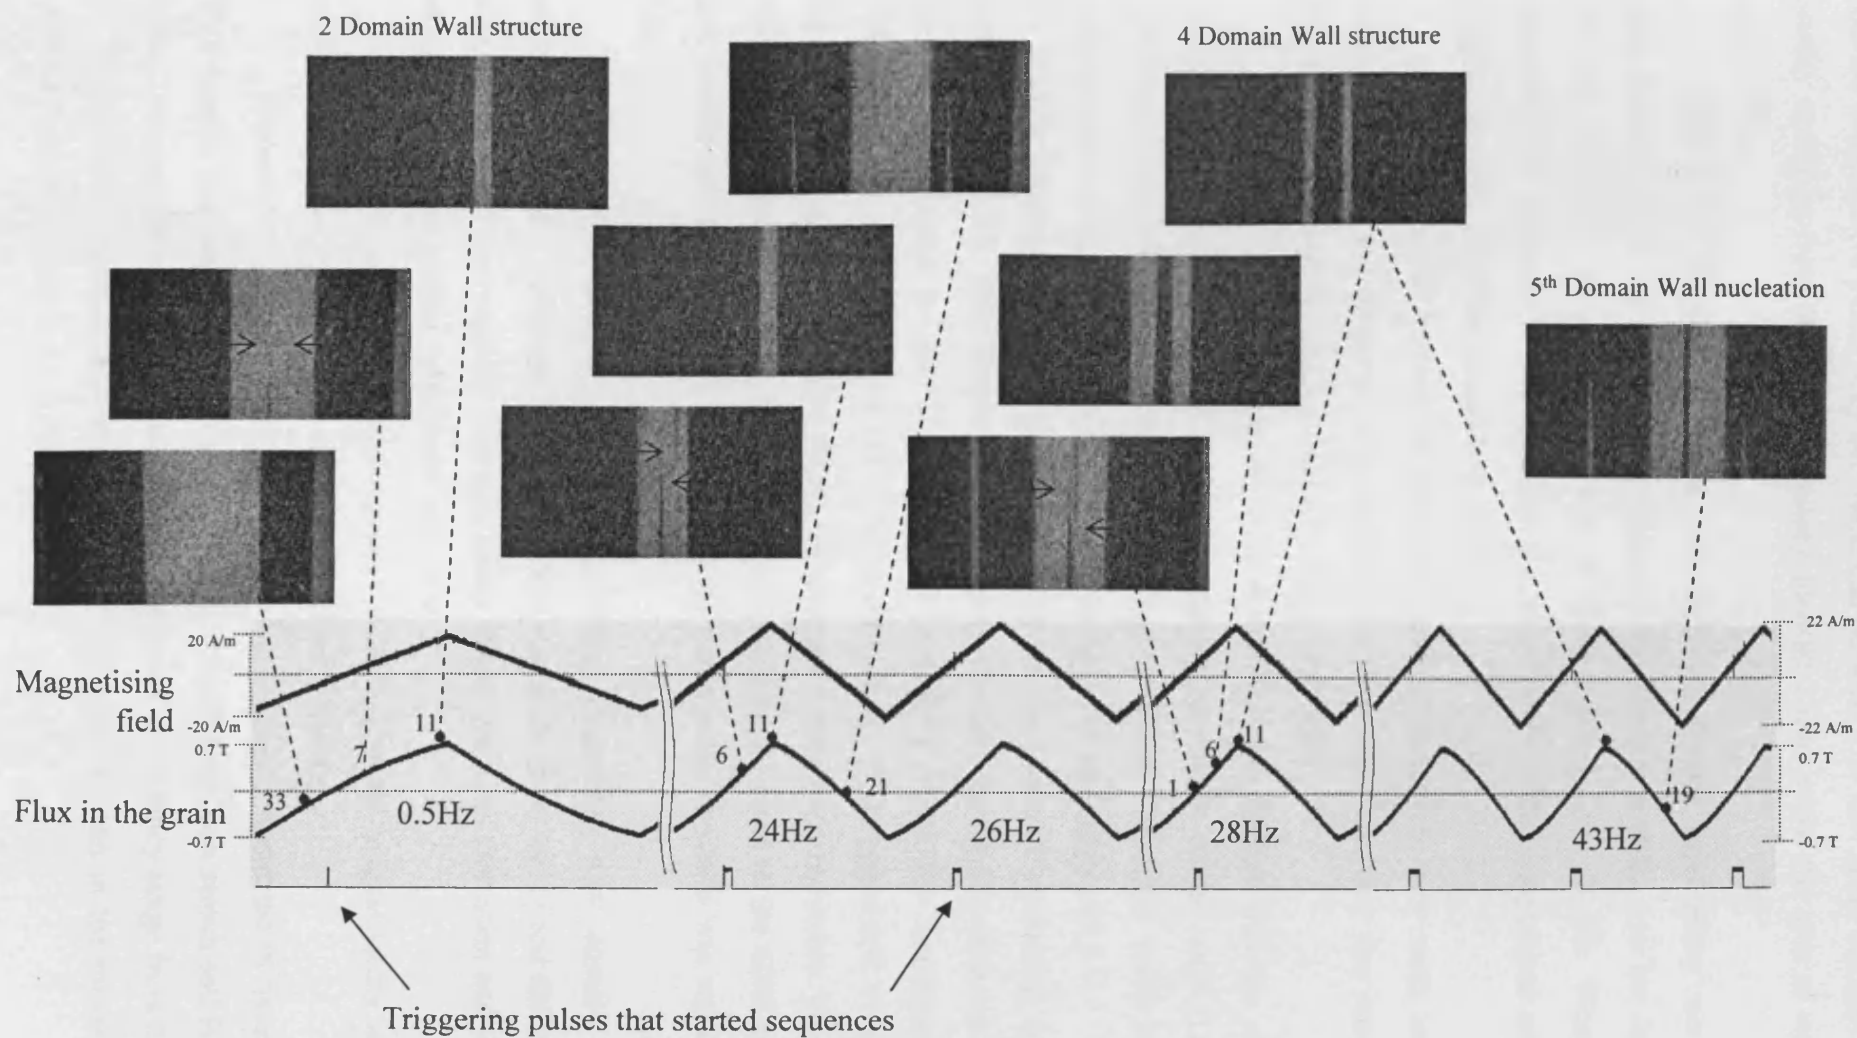 2 Domain Wall structure
4 Domain Wall structure
5th Domain Wall nucleation
20 A/m
22 A/m
Magnetising
field
-20 A/m
-22 A/m
0.7 T
7
11
6
11
6
11
0.7 T
33
21
1
19
Flux in the grain
0.5Hz
24Hz
26Hz
28Hz
43Hz
-0.7 T
-0.7 T
Triggering pulses that started sequences